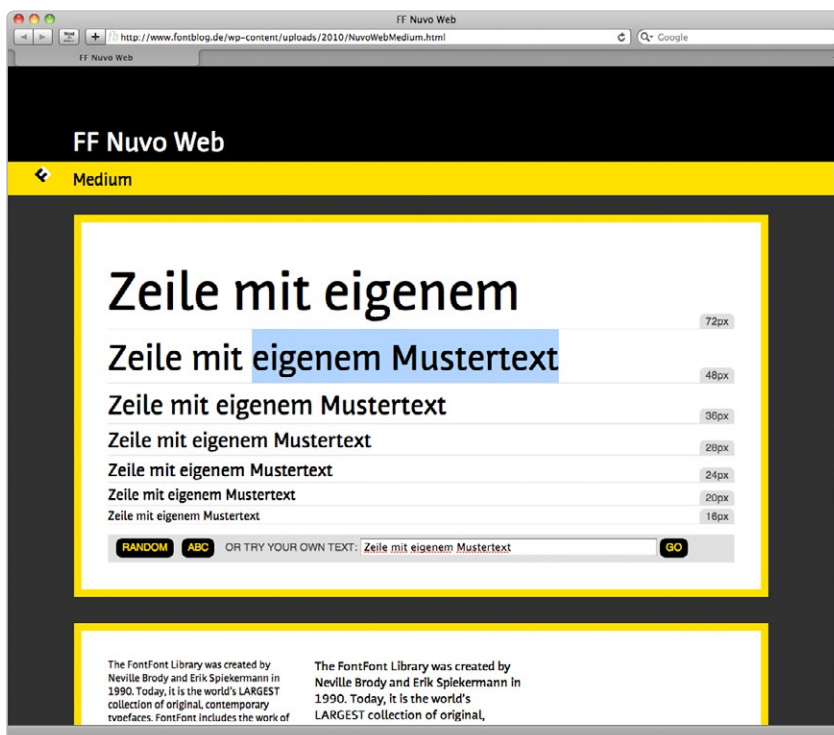 FF Nuvo Web
http://www.fontblog.de/wp-content/uploads/2010/NuvoWebMedium.html
Google
FF Nuvo Web
FF Nuvo Web
Medium
Zeile mit eigenem
72px
Zeile mit eigenem Mustertext
48px
Zeile mit eigenem Mustertext
36px
Zeile mit eigenem Mustertext
28px
Zeile mit eigenem Mustertext
24px
Zeile mit eigenem Mustertext
20px
Zeile mit eigenem Mustertext
16px
RANDOM ABC OR TRY YOUR OWN TEXT: Zeile mit eigenem Mustertext GO
The FontFont Library was created by
Neville Brody and Erik Spiekermann in
1990. Today, it is the world's LARGEST
collection of original, contemporary
typefaces. FontFont includes the work of
The FontFont Library was created by
Neville Brody and Erik Spiekermann in
1990. Today, it is the world's
LARGEST collection of original,